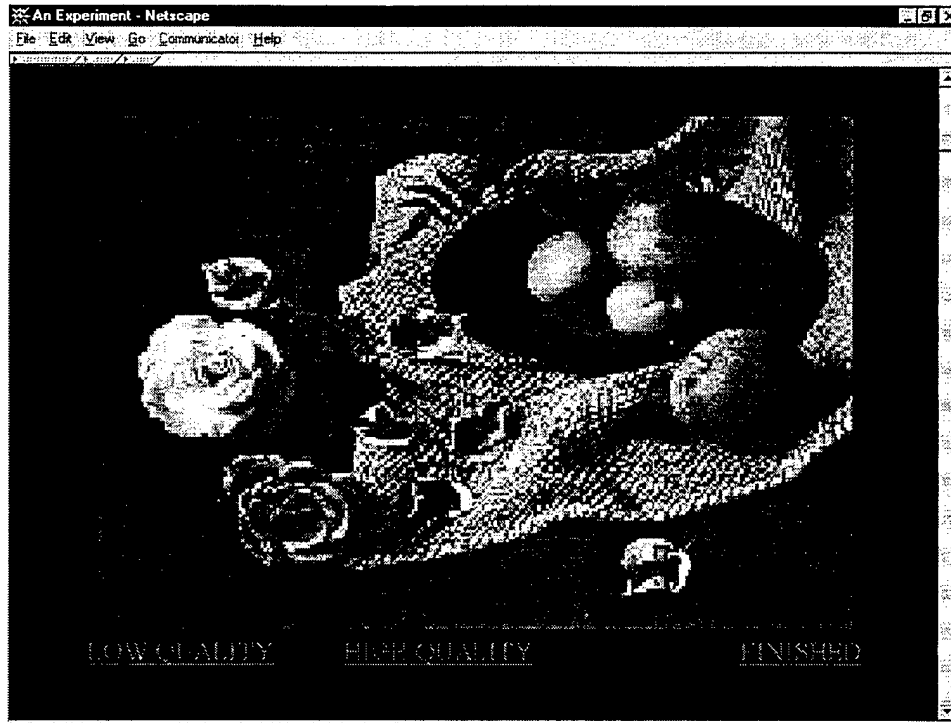 An Experiment - Netscape
File Edit View Go Communicator Help
LOW QUALITY HIGH QUALITY FINISHED